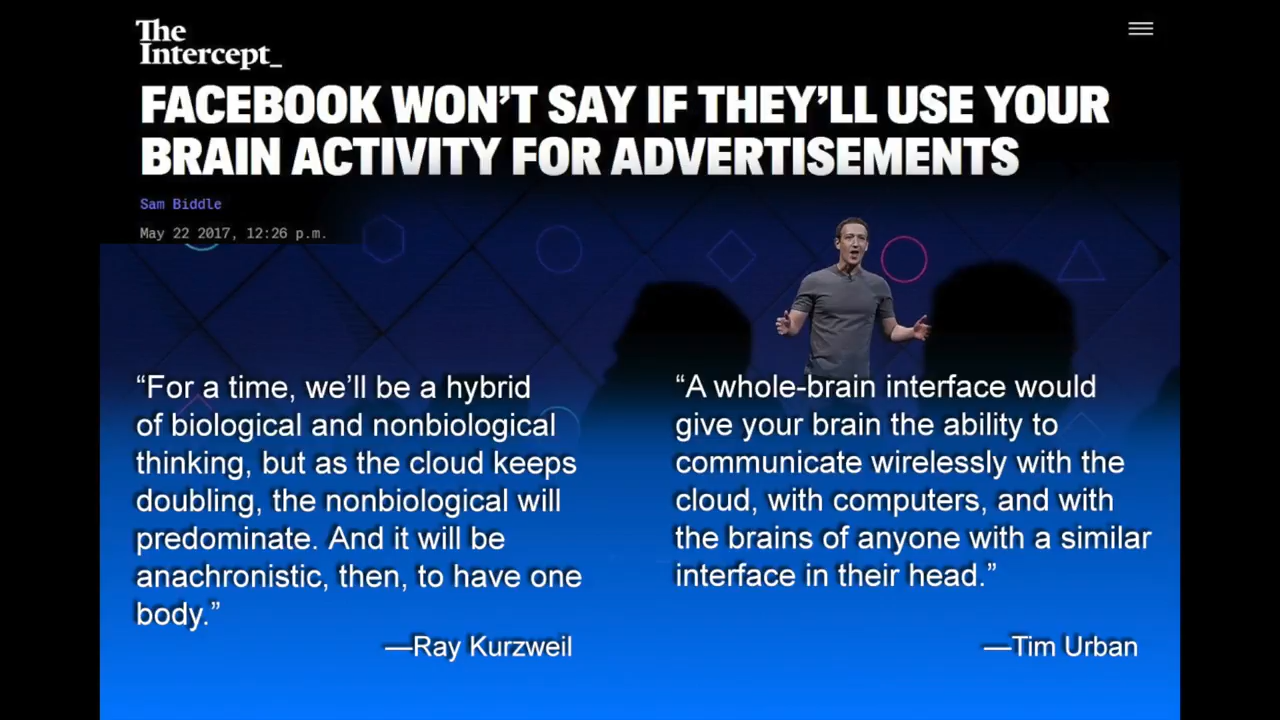 The
Intercept_
FACEBOOK WON'T SAY IF THEY'LL USE YOUR
BRAIN ACTIVITY FOR ADVERTISEMENTS
Sam Biddle
May 22 2017, 12:26 p.m.
“For a time, we’ll be a hybrid
of biological and nonbiological
thinking, but as the cloud keeps
doubling, the nonbiological will
predominate. And it will be
anachronistic, then, to have one
body.”
—Ray Kurzweil
“A whole-brain interface would
give your brain the ability to
communicate wirelessly with the
cloud, with computers, and with
the brains of anyone with a similar
interface in their head.”
—Tim Urban